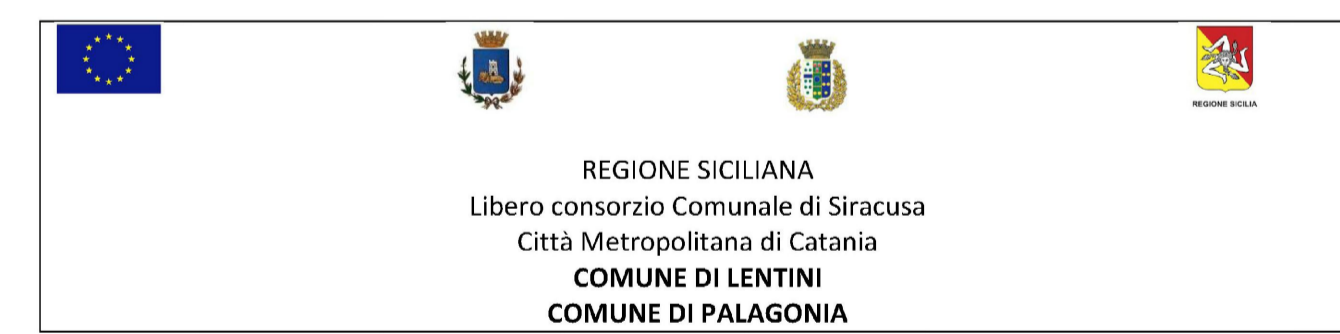 REGIONE SICILIA
REGIONE SICILIANA
Libero consorzio Comunale di Siracusa
Città Metropolitana di Catania
COMUNE DI LENTINI
COMUNE DI PALAGONIA